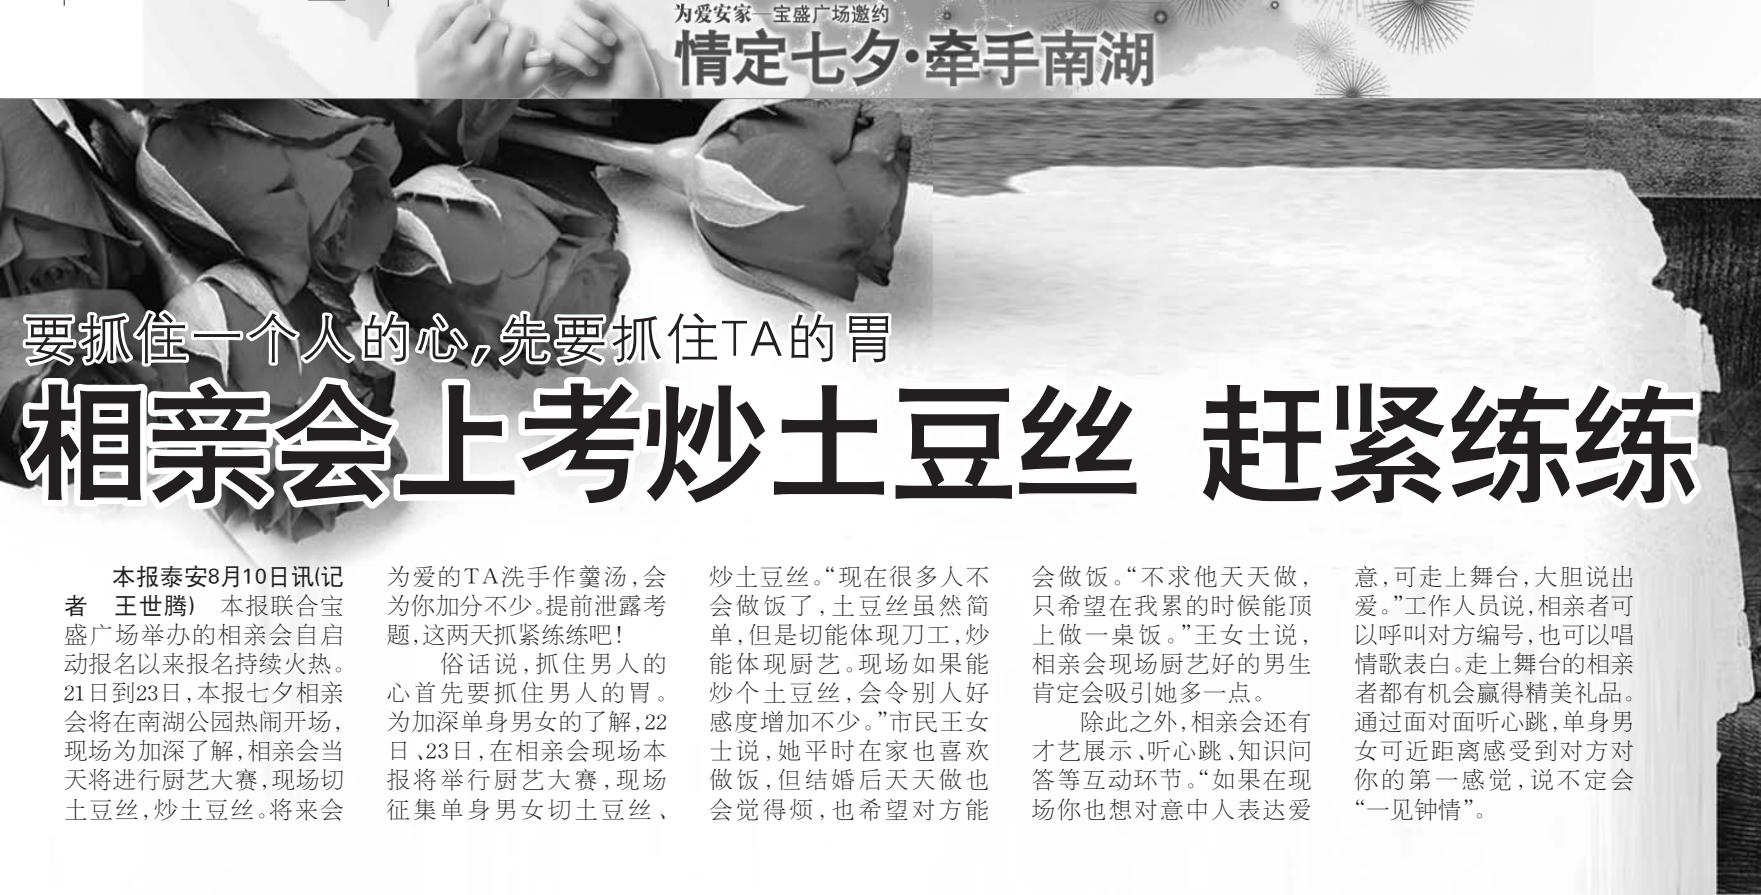 为爱安家—宝盛广场邀约
情定七夕·牵手南湖
要抓住一个人的心,先要抓住TA的胃
相亲会上考炒土豆丝 赶紧练练
本报泰安8月10日讯(记
者 王世腾) 本报联合宝
盛广场举办的相亲会自启
动报名以来报名持续火热。
21日到23日,本报七夕相亲
会将在南湖公园热闹开场,
现场为加深了解,相亲会当
天将进行厨艺大赛,现场切
土豆丝,炒土豆丝。将来会
为爱的TA洗手作羹汤,会
为你加分不少。提前泄露考
题,这两天抓紧练练吧!
俗话说,抓住男人的
心首先要抓住男人的胃。
为加深单身男女的了解,22
日、23日,在相亲会现场本
报将举行厨艺大赛,现场
征集单身男女切土豆丝、
炒土豆丝。“现在很多人不
会做饭了,土豆丝虽然简
单,但是切能体现刀工,炒
能体现厨艺。现场如果能
炒个土豆丝,会令别人好
感度增加不少。”市民王女
士说,她平时在家也喜欢
做饭,但结婚后天天做也
会觉得烦,也希望对方能
会做饭。“不求他天天做,
只希望在我累的时候能顶
上做一桌饭。”王女士说,
相亲会现场厨艺好的男生
肯定会吸引她多一点。
除此之外,相亲会还有
才艺展示、听心跳、知识问
答等互动环节。“如果在现
场你也想对意中人表达爱
意,可走上舞台,大胆说出
爱。”工作人员说,相亲者可
以呼叫对方编号,也可以唱
情歌表白。走上舞台的相亲
者都有机会赢得精美礼品。
通过面对面听心跳,单身男
女可近距离感受到对方对
你的第一感觉,说不定会
“一见钟情”。